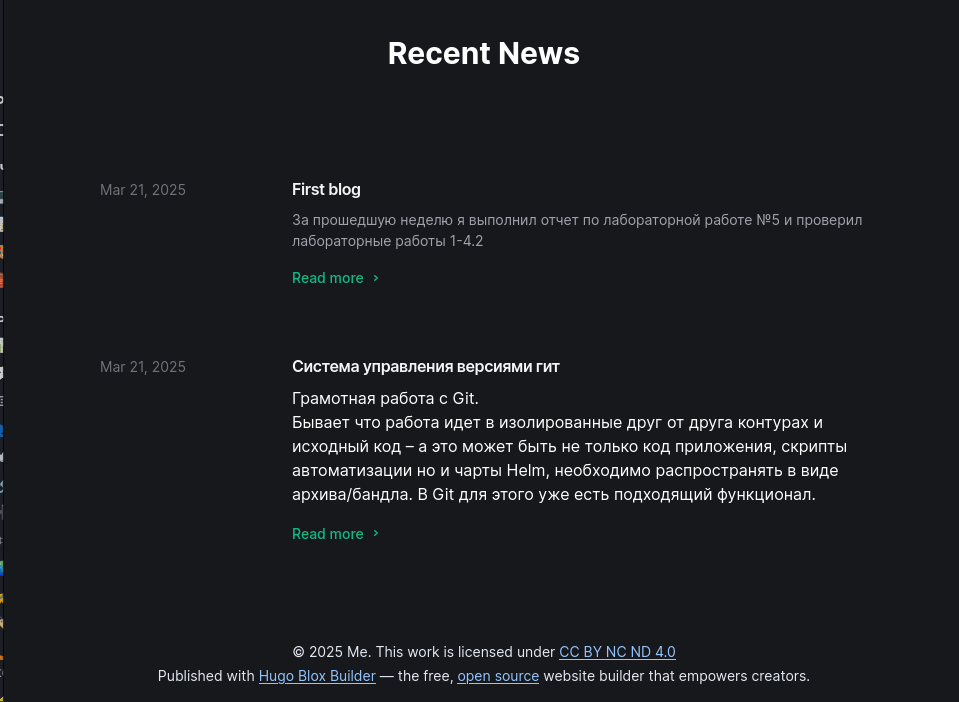 Recent News
Mar 21, 2025
First blog
За прошедшую неделю я выполнил отчет по лабораторной работе №5 и проверил
лабораторные работы 1-4.2
Read more ›
Mar 21, 2025
Система управления версиями гит
Грамотная работа с Git.
Бывает что работа идет в изолированные друг от друга контурах и
исходный код – а это может быть не только код приложения, скрипты
автоматизации но и чарты Helm, необходимо распространять в виде
архива/бандла. В Git для этого уже есть подходящий функционал.
Read more ›
© 2025 Me. This work is licensed under CC BY NC ND 4.0
Published with Hugo Blox Builder — the free, open source website builder that empowers creators.